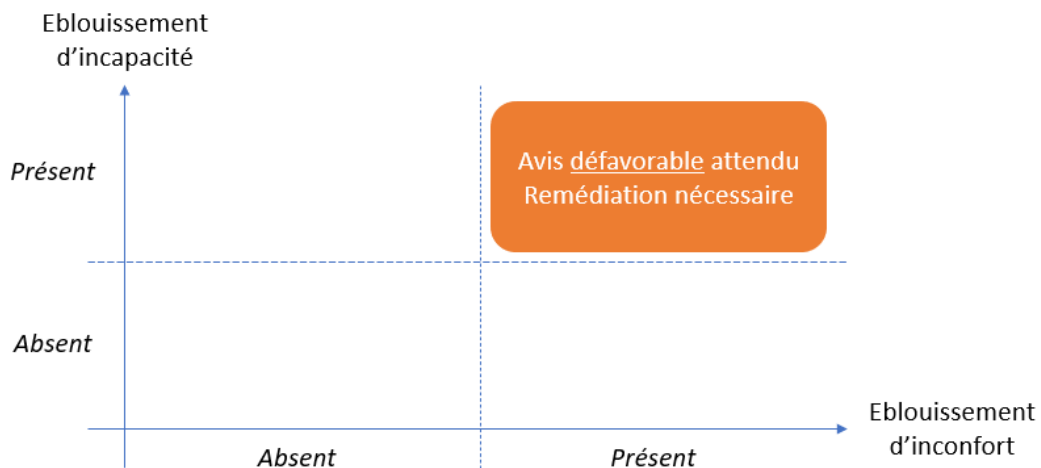 Eblouissement
d'incapacité
Présent
Avis défavorable attendu
Remédiation nécessaire
Absent
Eblouissement
d'inconfort
Absent
Présent